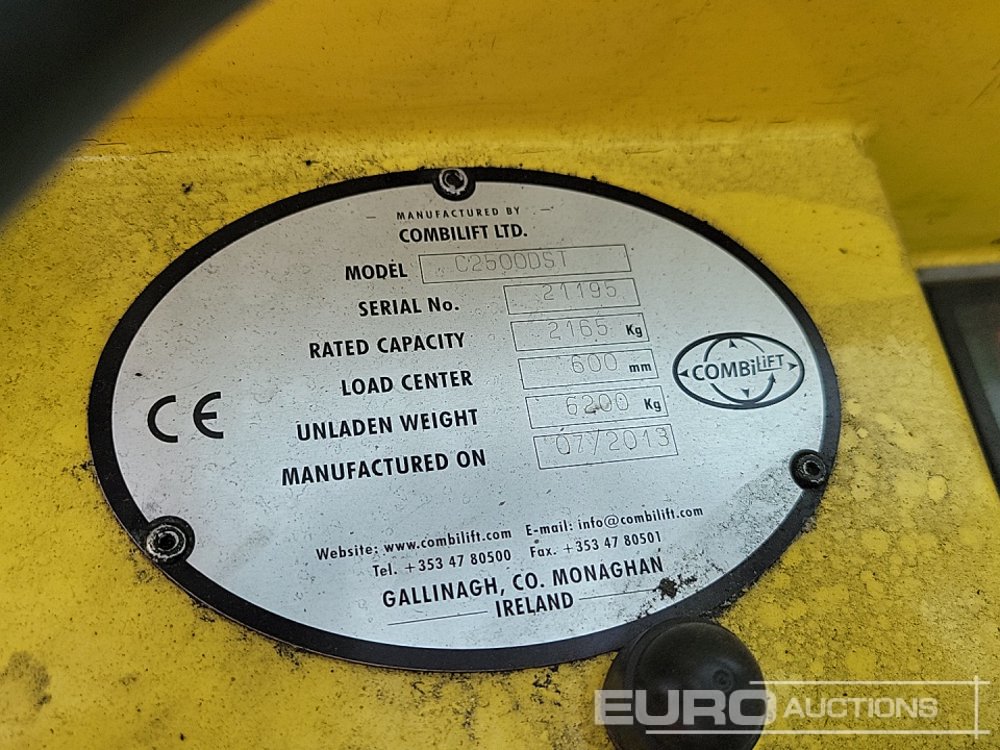 MANUFACTURED BY
COMBILIFT LTD.
MODEL C2500DST
SERIAL No. 21195
RATED CAPACITY 2165 Kg
LOAD CENTER 600 mm
UNLADEN WEIGHT 6200 Kg
MANUFACTURED ON 07/2013
CE
COMBiLiFT
Website: www.combilift.com E-mail: info@combilift.com
Tel. +353 47 80500 Fax. +353 47 80501
GALLINAGH, CO. MONAGHAN
IRELAND
EURO AUCTIONS